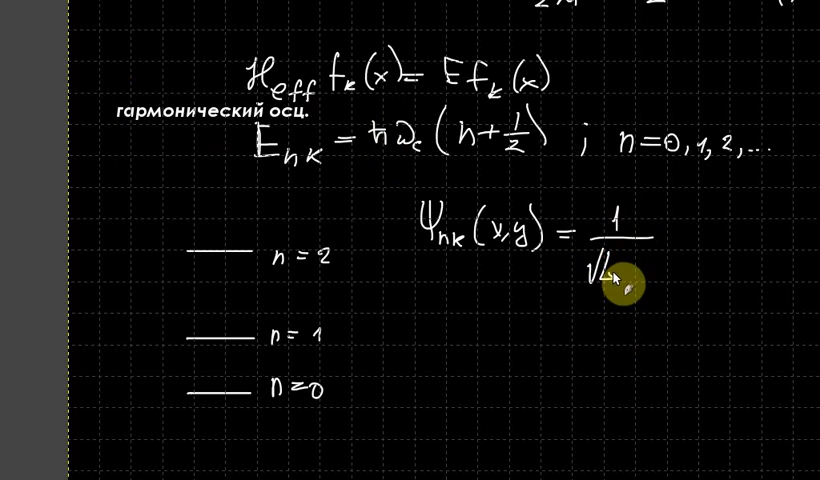 H_eff f_k(x) = E f_k(x)
гармонический осц.
E_nk = ħω_c (n + 1/2) ; n = 0, 1, 2, ...
Ψ_nk (x,y) = 1/√L
n = 2
n = 1
n = 0